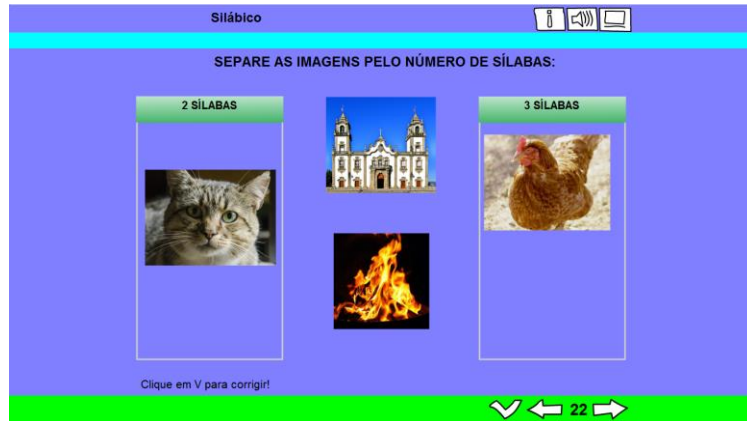 Silábico
SEPARE AS IMAGENS PELO NÚMERO DE SÍLABAS:
2 SÍLABAS
3 SÍLABAS
Clique em V para corrigir!
22